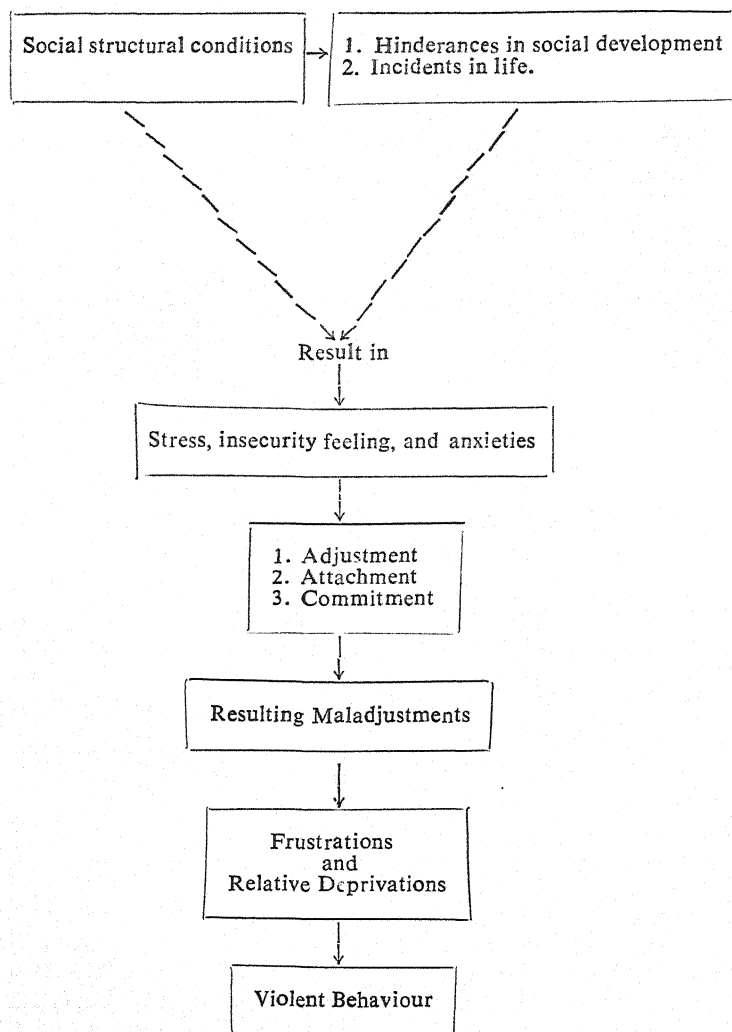 Social structural conditions
1. Hinderances in social development
2. Incidents in life.
Result in
Stress, insecurity feeling, and anxieties
1. Adjustment
2. Attachment
3. Commitment
Resulting Maladjustments
Frustrations
and
Relative Deprivations
Violent Behaviour